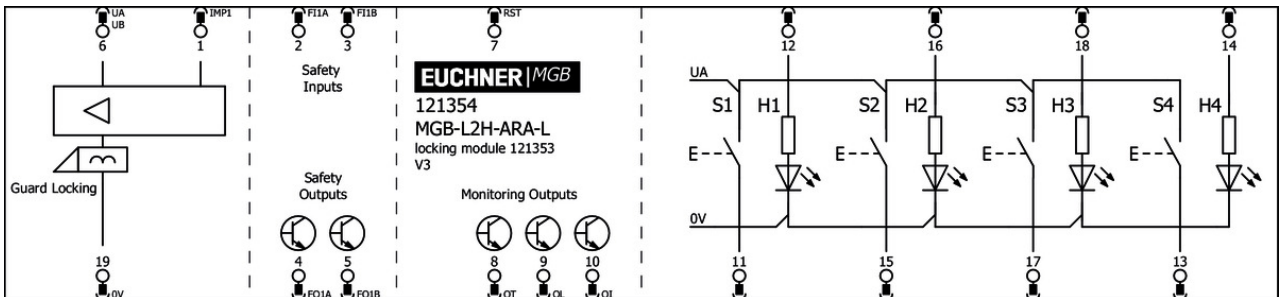 UA IMP1 FI1A FI1B RST
UB
6 1 2 3 7 12 16 18 14
Safety
Inputs
EUCHNER MGB
121354
MGB-L2H-ARA-L
locking module 121353
V3
UA
S1 H1 S2 H2 S3 H3 S4 H4
E E E E
Guard Locking
Safety
Outputs
Monitoring Outputs
0V
19 4 5 8 9 10 11 15 17 13
0V FO1A FO1B OT OL OI